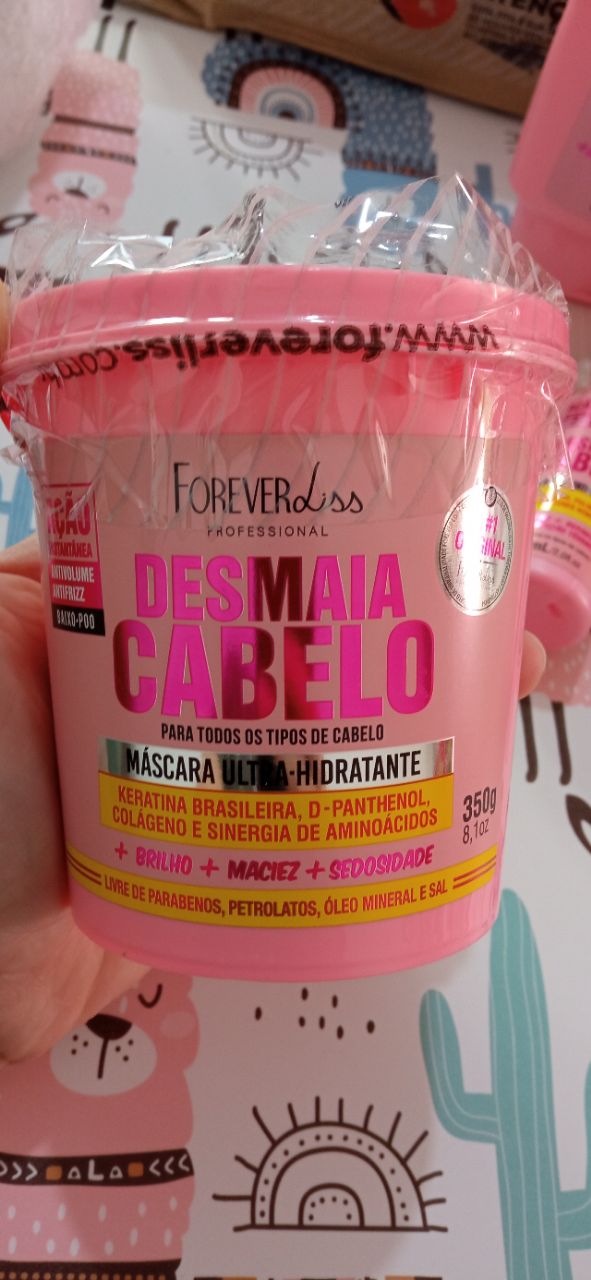 www.foreverliss.com
FOREVER Liss
PROFESSIONAL
AÇÃO
INSTANTÂNEA
ANTIVOLUME
ANTIFRIZZ
BAIXO-POO
#1
ORIGINAL
DESMAIA
CABELO
PARA TODOS OS TIPOS DE CABELO
MÁSCARA ULTRA-HIDRATANTE
KERATINA BRASILEIRA, D-PANTHENOL,
COLÁGENO E SINERGIA DE AMINOÁCIDOS
350g
8,1oz
+ BRILHO + MACIEZ + SEDOSIDADE
LIVRE DE PARABENOS, PETROLATOS, ÓLEO MINERAL E SAL